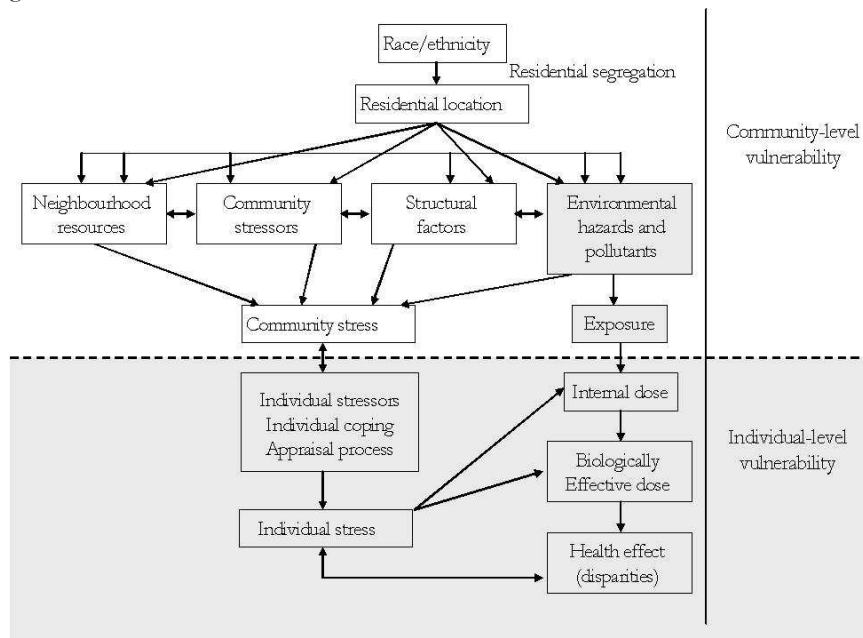 Race/ethnicity
Residential segregation
Residential location
Community-level
vulnerability
Neighbourhood
resources
Community
stressors
Structural
factors
Environmental
hazards and
pollutants
Community stress
Exposure
Individual stressors
Individual coping
Appraisal process
Internal dose
Individual-level
vulnerability
Biologically
Effective dose
Individual stress
Health effect
(disparities)